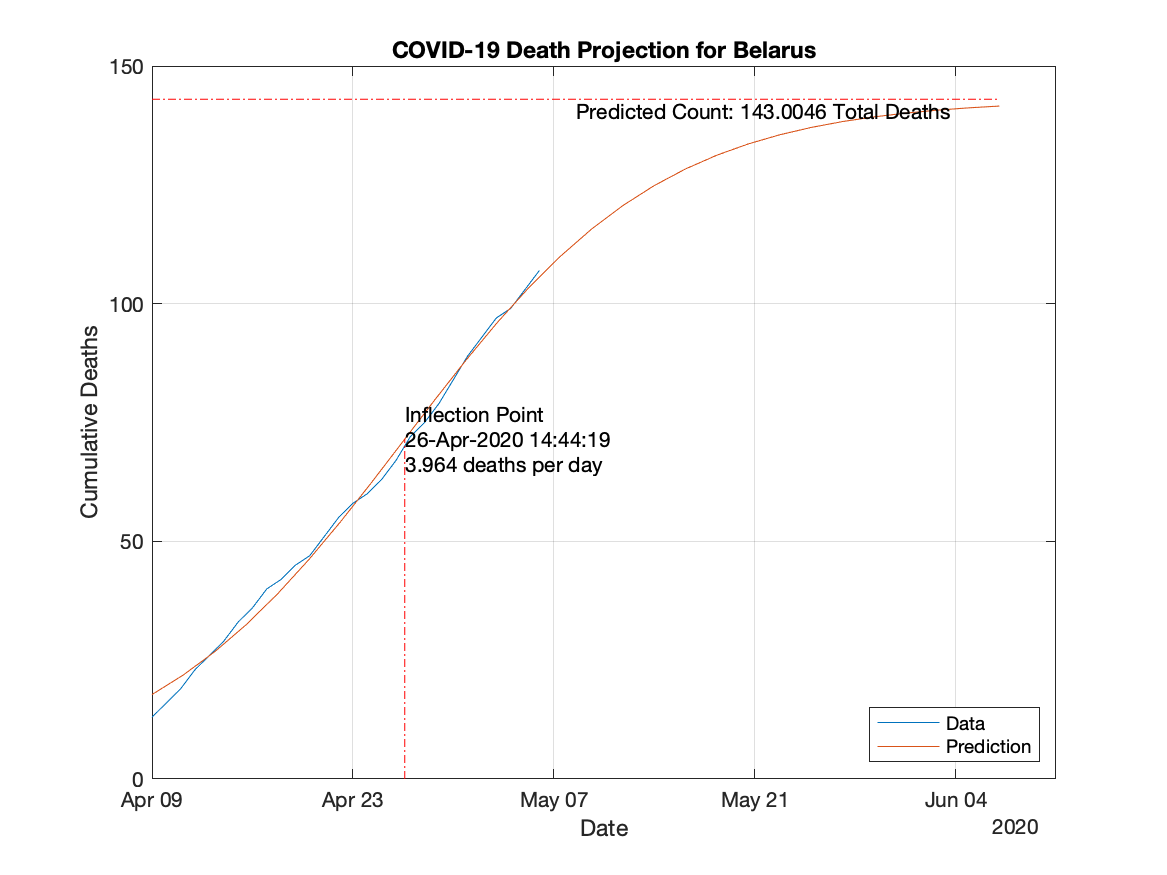 COVID-19 Death Projection for Belarus
150
Predicted Count: 143.0046 Total Deaths
100
Cumulative Deaths
Inflection Point
26-Apr-2020 14:44:19
3.964 deaths per day
50
Data
Prediction
0
Apr 09 Apr 23 May 07 May 21 Jun 04
Date
2020